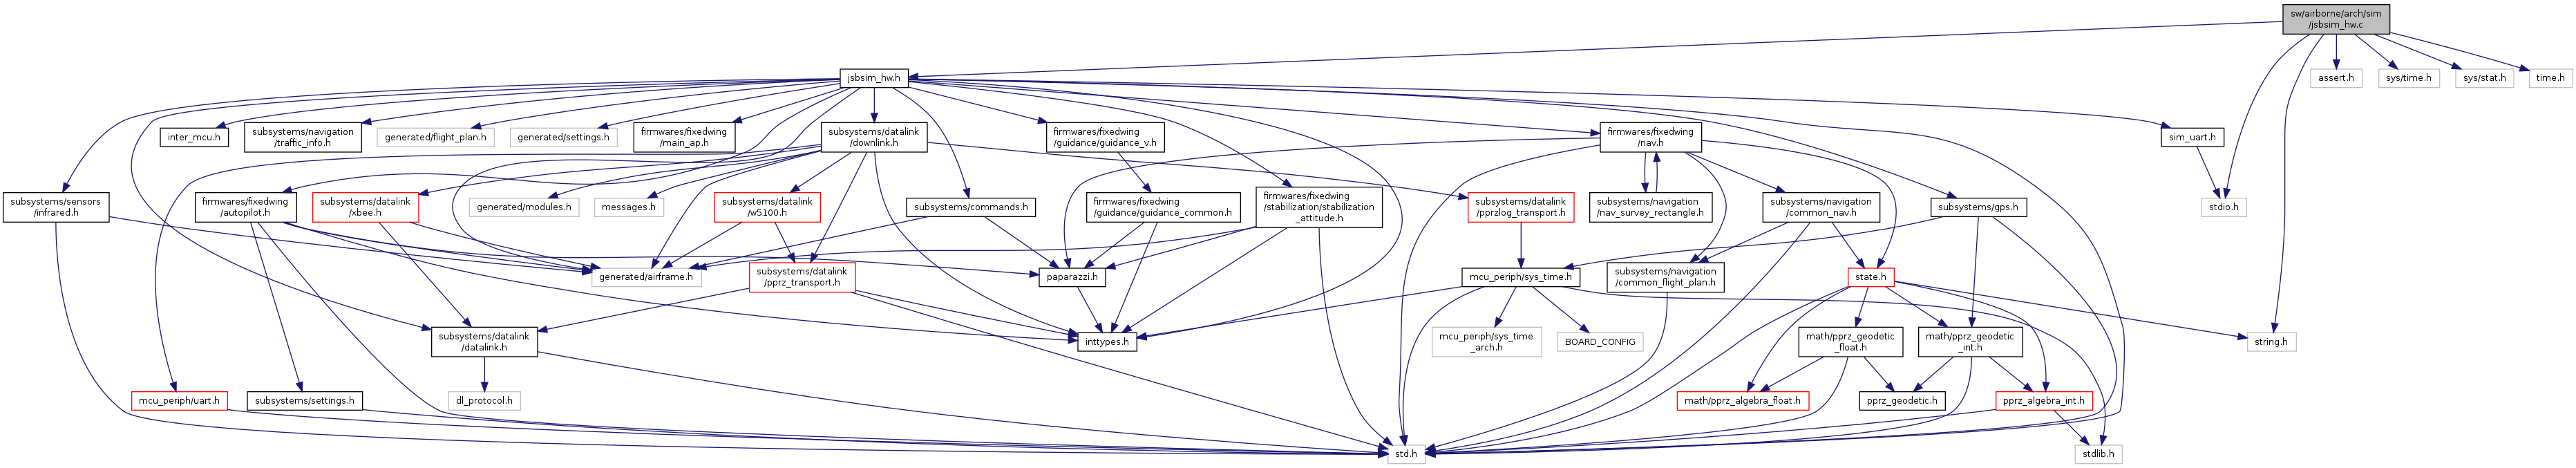 sw/airborne/arch/sim
/jsbsim_hw.c
jsbsim_hw.h
assert.h
sys/time.h
sys/stat.h
time.h
inter_mcu.h
subsystems/navigation
/traffic_info.h
generated/flight_plan.h
generated/settings.h
firmwares/fixedwing
/main_ap.h
subsystems/datalink
/downlink.h
firmwares/fixedwing
/guidance/guidance_v.h
firmwares/fixedwing
/nav.h
sim_uart.h
subsystems/sensors
/infrared.h
firmwares/fixedwing
/autopilot.h
subsystems/datalink
/xbee.h
generated/modules.h
messages.h
subsystems/datalink
/w5100.h
subsystems/commands.h
firmwares/fixedwing
/guidance/guidance_common.h
firmwares/fixedwing
/stabilization/stabilization
_attitude.h
subsystems/datalink
/pprzlog_transport.h
subsystems/navigation
/nav_survey_rectangle.h
subsystems/navigation
/common_nav.h
subsystems/gps.h
stdio.h
generated/airframe.h
subsystems/datalink
/pprz_transport.h
paparazzi.h
mcu_periph/sys_time.h
subsystems/navigation
/common_flight_plan.h
state.h
subsystems/datalink
/datalink.h
inttypes.h
mcu_periph/sys_time
_arch.h
BOARD_CONFIG
math/pprz_geodetic
_float.h
math/pprz_geodetic
_int.h
string.h
mcu_periph/uart.h
subsystems/settings.h
dl_protocol.h
math/pprz_algebra_float.h
pprz_geodetic.h
pprz_algebra_int.h
std.h
stdlib.h